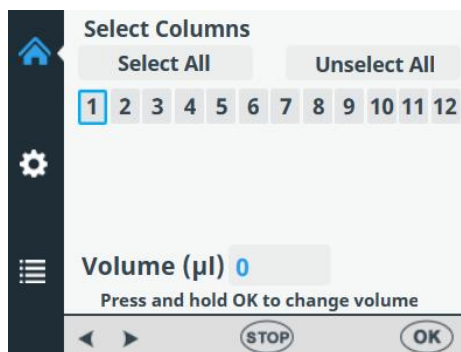 Select Columns
Select All Unselect All
1 2 3 4 5 6 7 8 9 10 11 12
Volume (µl) 0
Press and hold OK to change volume
STOP OK